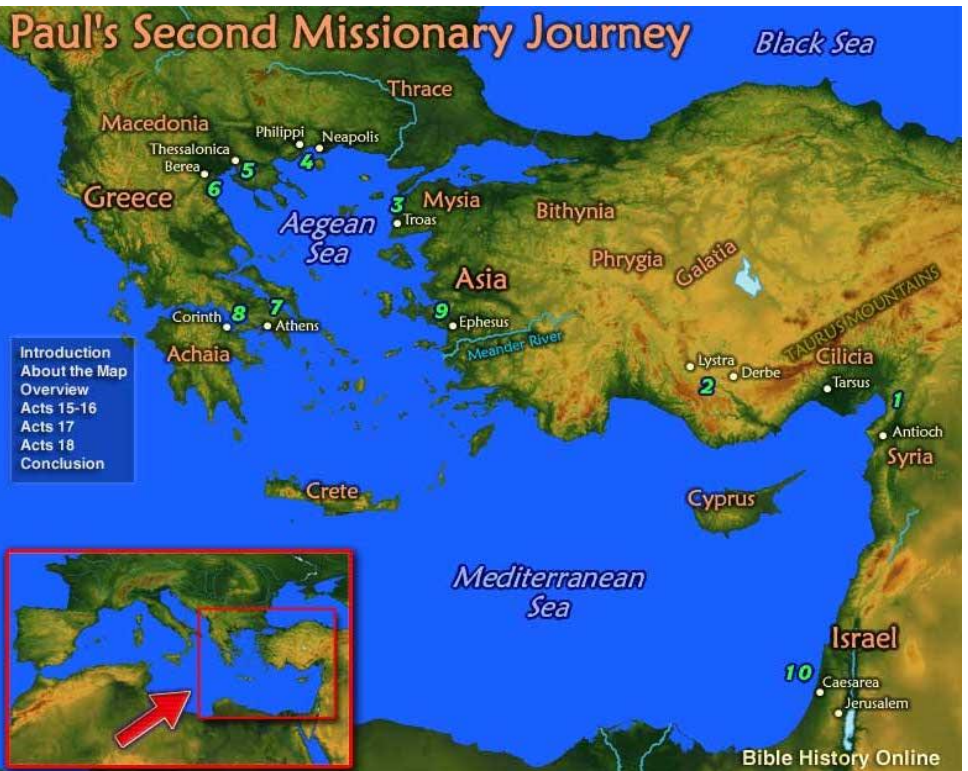 Paul's Second Missionary Journey
Black Sea
Thrace
Macedonia
Philippi
Neapolis
Thessalonica
4
Berea
5
6
Greece
3
Mysia
Troas
Bithynia
Aegean
Sea
Phrygia
Galatia
Asia
TAURUS MOUNTAINS
8
7
9
Corinth
Athens
Ephesus
Meander River
Achaia
Lystra
Derbe
2
Cilicia
Tarsus
1
Antioch
Syria
Introduction
About the Map
Overview
Acts 15-16
Acts 17
Acts 18
Conclusion
Crete
Cyprus
Mediterranean
Sea
Israel
10
Caesarea
Jerusalem
Bible History Online